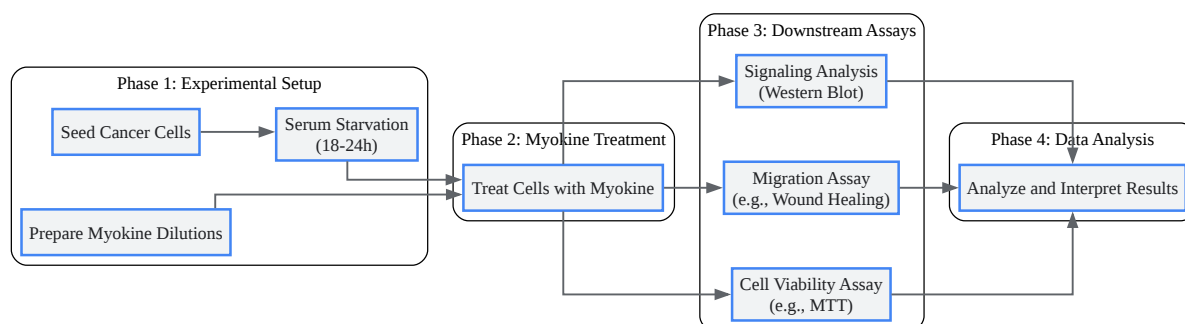 Phase 1: Experimental Setup
Seed Cancer Cells
Serum Starvation
(18-24h)
Prepare Myokine Dilutions
Phase 2: Myokine Treatment
Treat Cells with Myokine
Phase 3: Downstream Assays
Signaling Analysis
(Western Blot)
Migration Assay
(e.g., Wound Healing)
Cell Viability Assay
(e.g., MTT)
Phase 4: Data Analysis
Analyze and Interpret Results